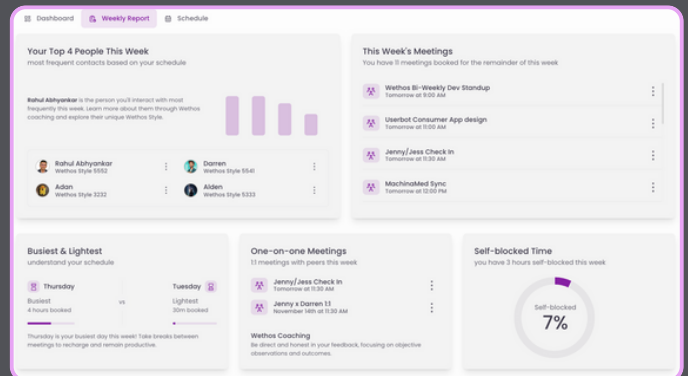 Dashboard
Weekly Report
Schedule
Your Top 4 People This Week
most frequent contacts based on your schedule
Rahul Abhyankar is the person you'll interact with most
frequently this week. Learn more about them through Wethos
coaching and explore their unique Wethos Style.
Rahul Abhyankar
Wethos Style 5552
Darren
Wethos Style 5541
Adan
Wethos Style 3232
Alden
Wethos Style 5333
This Week's Meetings
You have 11 meetings booked for the remainder of this week
Wethos Bi-Weekly Dev Standup
Tomorrow at 9:00 AM
Userbot Consumer App design
Tomorrow at 11:00 AM
Jenny/Jess Check In
Tomorrow at 11:30 AM
MachinaMed Sync
Tomorrow at 12:00 PM
Busiest & Lightest
understand your schedule
Thursday
Busiest
4 hours booked
vs
Tuesday
Lightest
30m booked
Thursday is your busiest day this week! Take breaks between
meetings to recharge and remain productive.
One-on-one Meetings
1:1 meetings with peers this week
Jenny/Jess Check In
Tomorrow at 11:30 AM
Jenny x Darren 1:1
November 14th at 11:30 AM
Wethos Coaching
Be direct and honest in your feedback, focusing on objective
observations and outcomes.
Self-blocked Time
you have 3 hours self-blocked this week
Self-blocked
7%